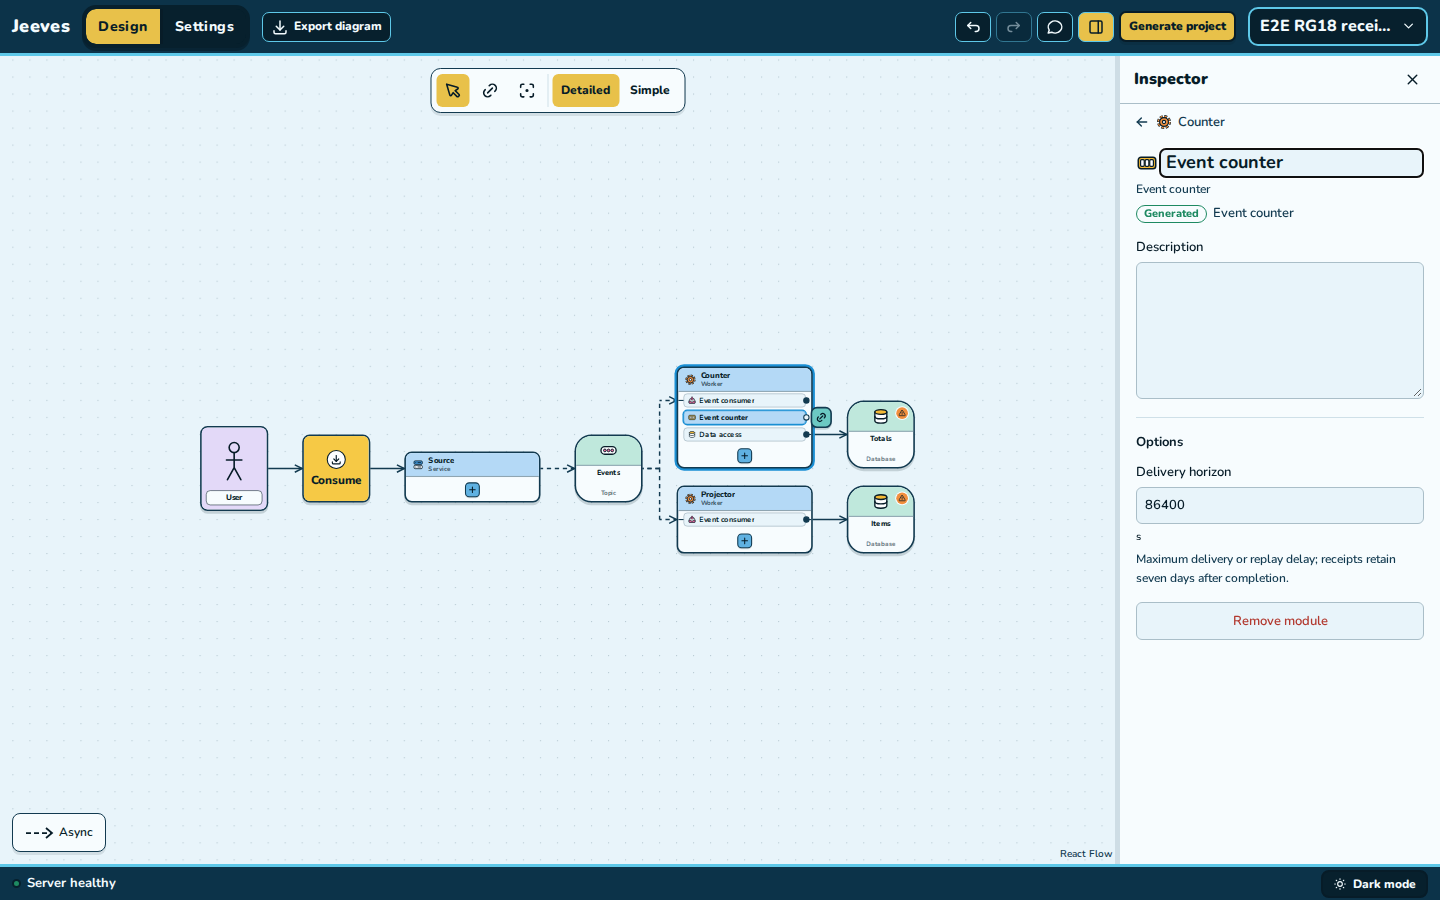 Jeeves
Design
Settings
Export diagram
Generate project
E2E RG18 recei...
Detailed
Simple
Inspector
Counter
Event counter
Event counter
Generated Event counter
Description
Options
Delivery horizon
86400
s
Maximum delivery or replay delay; receipts retain
seven days after completion.
Remove module
User
Consume
Source
Service
Events
Topic
Counter
Worker
Event consumer
Event counter
Data access
Totals
Database
Projector
Worker
Event consumer
Items
Database
Async
React Flow
Server healthy
Dark mode